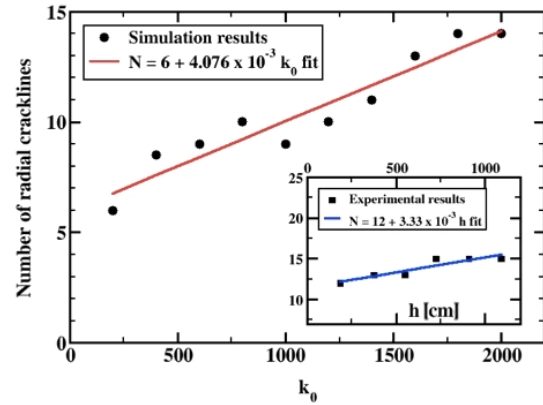 15
10
5
0
Number of radial cracklines
Simulation results
N = 6 + 4.076 x 10⁻³ k₀ fit
0 500 1000
25
20
15
10
Experimental results
N = 12 + 3.33 x 10⁻³ h fit
h [cm]
0 500 1000 1500 2000
k₀